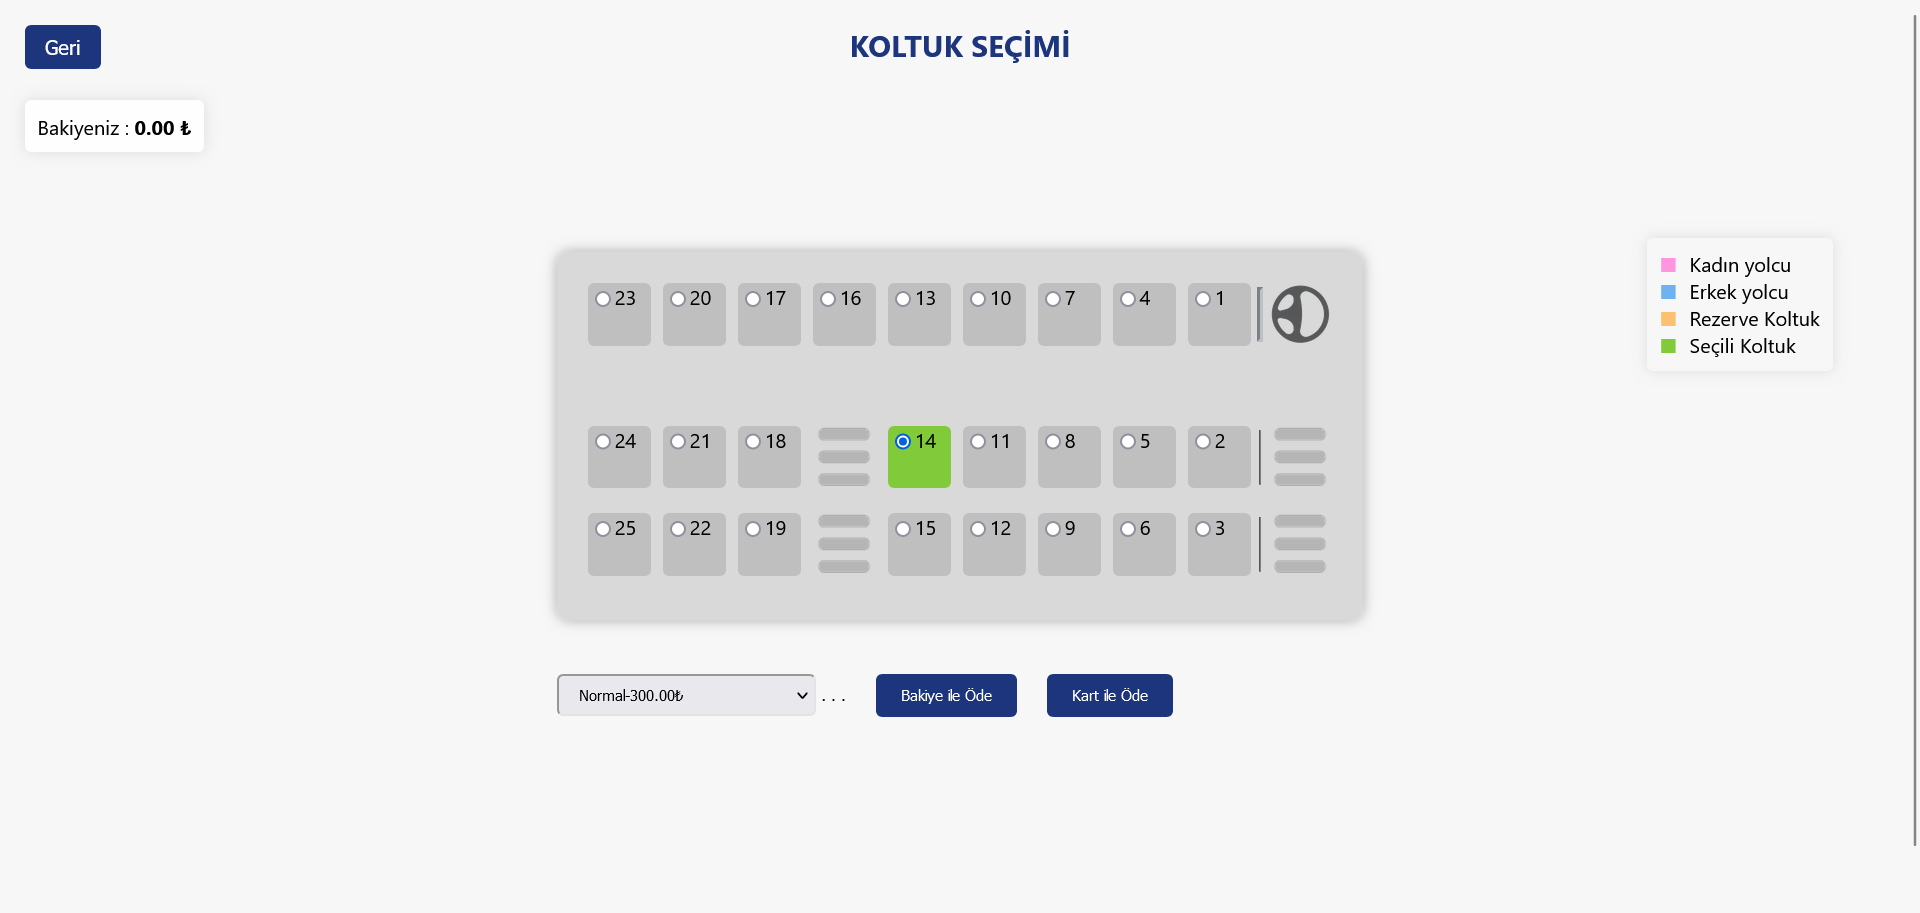 Geri
KOLTUK SEÇİMİ
Bakiyeniz : 0.00 ₺
23 20 17 16 13 10 7 4 1
Kadın yolcu
Erkek yolcu
Rezerve Koltuk
Seçili Koltuk
24 21 18 14 11 8 5 2
25 22 19 15 12 9 6 3
Normal-300.00₺ . . . Bakiye ile Öde Kart ile Öde